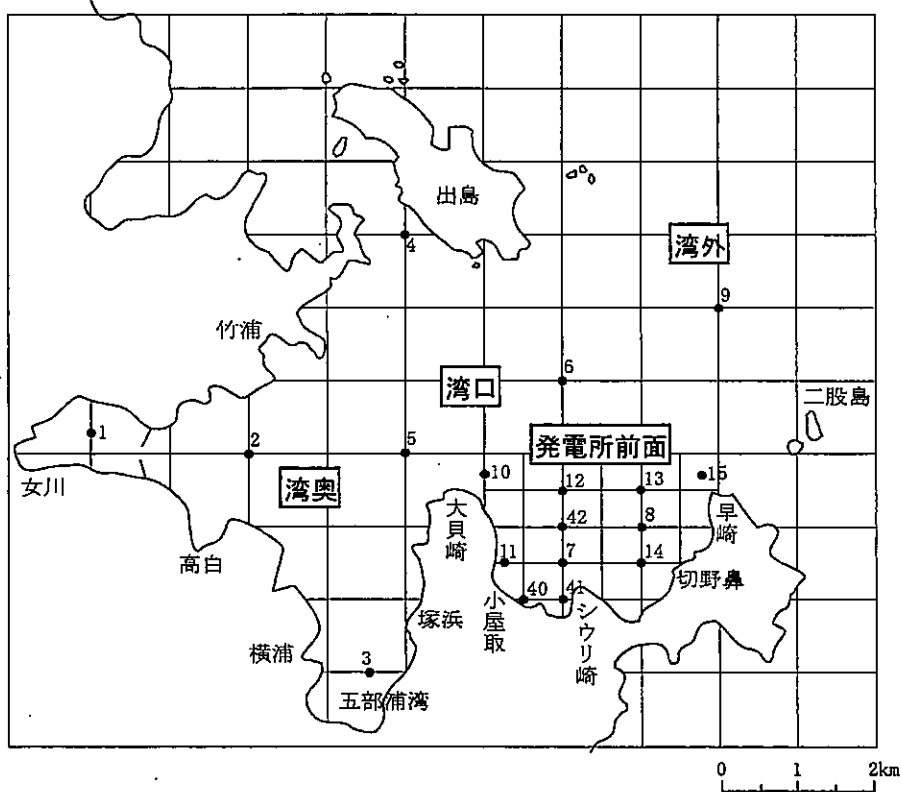 出島
湾外
4
9
竹浦
湾口
6
二股島
発電所前面
1
2
5
10
12
13
15
女川
湾奥
大貝崎
42
8
早崎
高白
11
7
14
切野鼻
40
41
小屋取
シウリ崎
塚浜
横浦
3
五部浦湾
0 1 2km